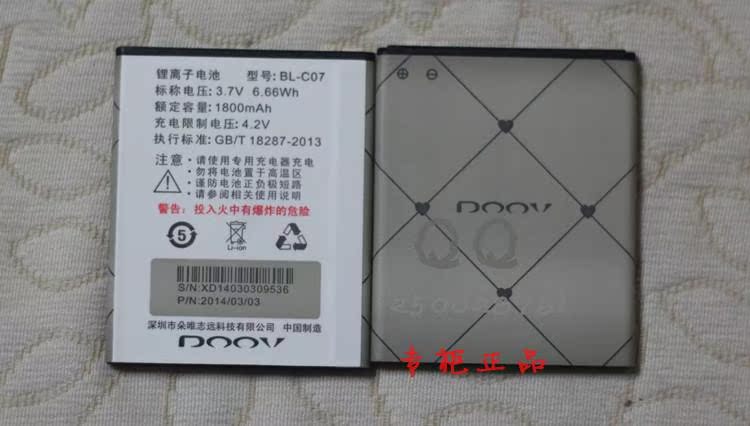 锂离子电池 型号: BL-C07
标称电压: 3.7V 6.66Wh
额定容量: 1800mAh
充电限制电压: 4.2V
执行标准: GB/T 18287-2013
注意 · 请使用专用充电器充电
· 勿将电池置于高温区
· 谨防电池正负极短路
· 请参阅相关说明使用
警告: 投入火中有爆炸的危险
5
Li-ion
S/N:XD14030309536
P/N:2014/03/03
深圳市朵唯志远科技有限公司 中国制造
DOOV
DOOV
QQ
专柜正品